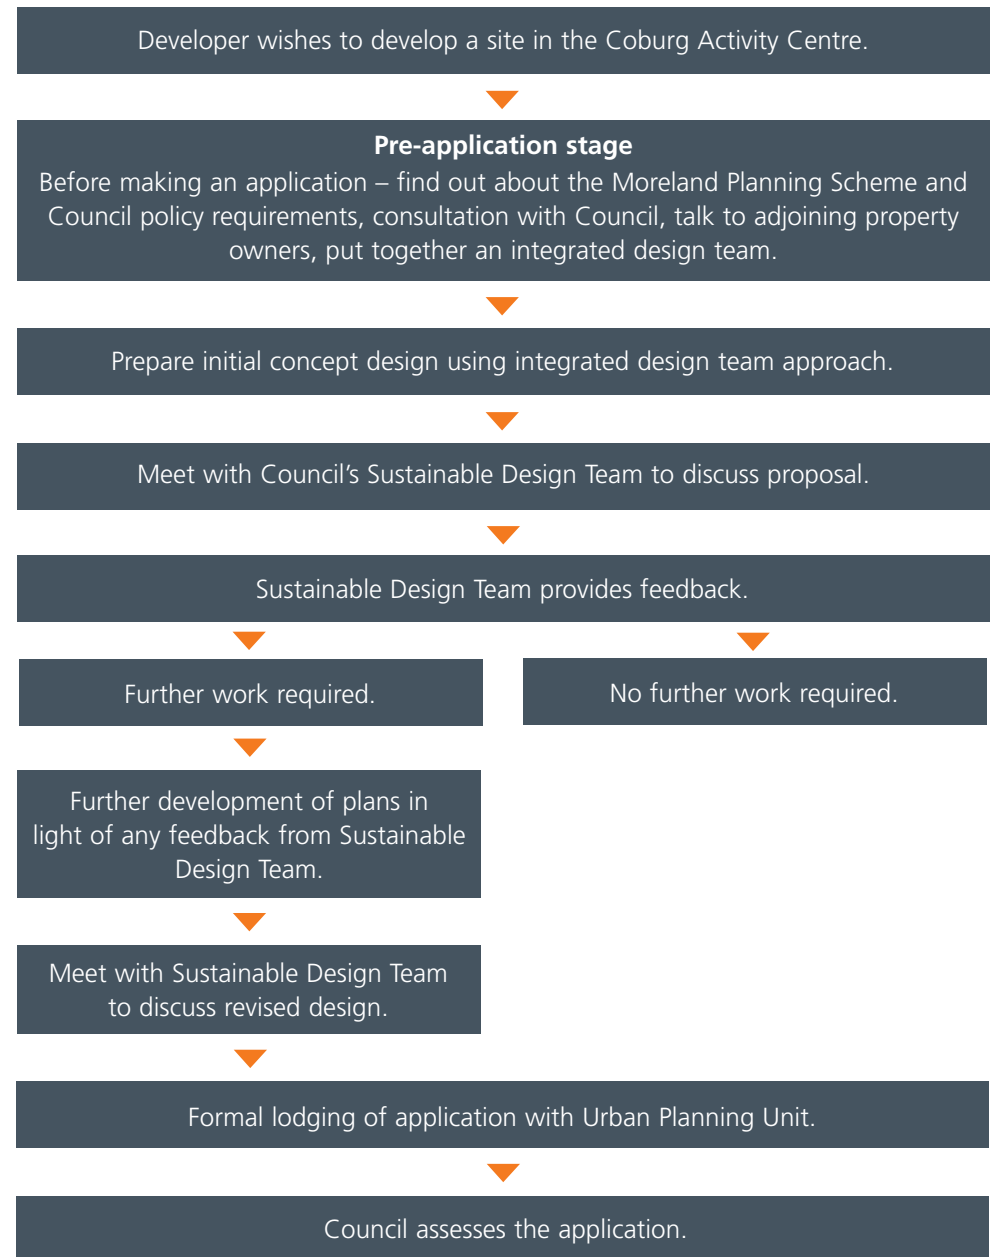 Developer wishes to develop a site in the Coburg Activity Centre.
Pre-application stage
Before making an application – find out about the Moreland Planning Scheme and
Council policy requirements, consultation with Council, talk to adjoining property
owners, put together an integrated design team.
Prepare initial concept design using integrated design team approach.
Meet with Council’s Sustainable Design Team to discuss proposal.
Sustainable Design Team provides feedback.
Further work required.
No further work required.
Further development of plans in
light of any feedback from Sustainable
Design Team.
Meet with Sustainable Design Team
to discuss revised design.
Formal lodging of application with Urban Planning Unit.
Council assesses the application.